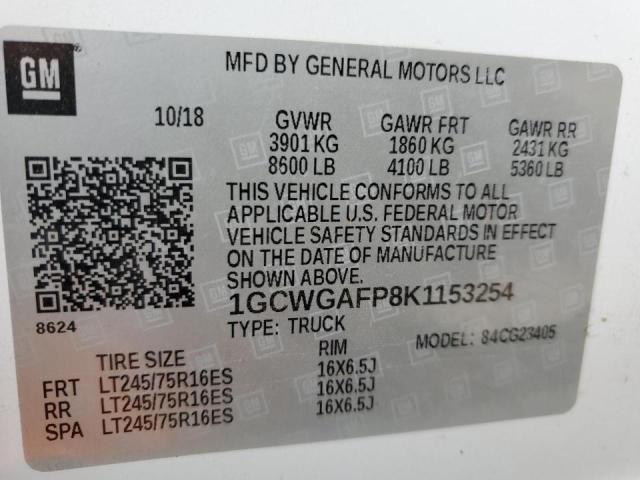 GM
MFD BY GENERAL MOTORS LLC
10/18 GVWR GAWR FRT GAWR RR
3901 KG 1860 KG 2431 KG
8600 LB 4100 LB 5360 LB
THIS VEHICLE CONFORMS TO ALL
APPLICABLE U.S. FEDERAL MOTOR
VEHICLE SAFETY STANDARDS IN EFFECT
ON THE DATE OF MANUFACTURE
SHOWN ABOVE.
8624
1GCWGAFP8K1153254
TYPE: TRUCK MODEL: 84CG23405
TIRE SIZE RIM
FRT LT245/75R16ES 16X6.5J
RR LT245/75R16ES 16X6.5J
SPA LT245/75R16ES 16X6.5J